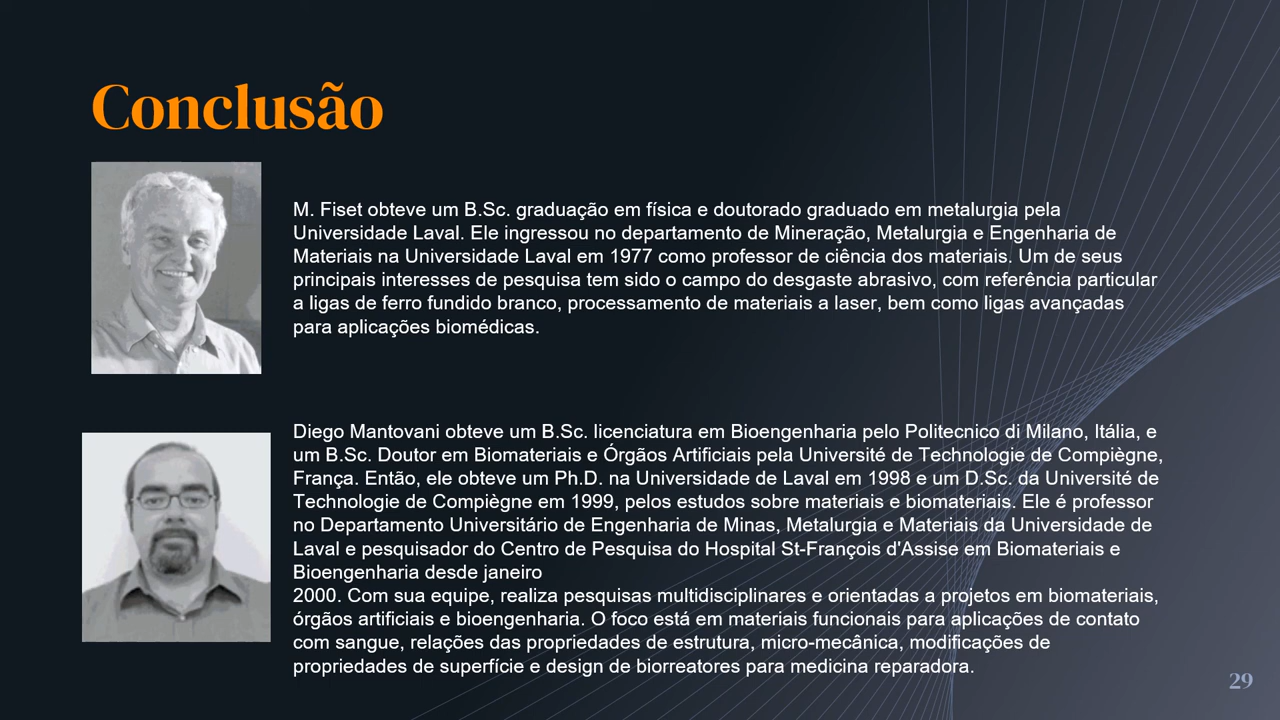 Conclusão
M. Fiset obteve um B.Sc. graduação em física e doutorado graduado em metalurgia pela
Universidade Laval. Ele ingressou no departamento de Mineração, Metalurgia e Engenharia de
Materiais na Universidade Laval em 1977 como professor de ciência dos materiais. Um de seus
principais interesses de pesquisa tem sido o campo do desgaste abrasivo, com referência particular
a ligas de ferro fundido branco, processamento de materiais a laser, bem como ligas avançadas
para aplicações biomédicas.
Diego Mantovani obteve um B.Sc. licenciatura em Bioengenharia pelo Politecnico di Milano, Itália, e
um B.Sc. Doutor em Biomateriais e Órgãos Artificiais pela Université de Technologie de Compiègne,
França. Então, ele obteve um Ph.D. na Universidade de Laval em 1998 e um D.Sc. da Université de
Technologie de Compiègne em 1999, pelos estudos sobre materiais e biomateriais. Ele é professor
no Departamento Universitário de Engenharia de Minas, Metalurgia e Materiais da Universidade de
Laval e pesquisador do Centro de Pesquisa do Hospital St-François d'Assise em Biomateriais e
Bioengenharia desde janeiro
2000. Com sua equipe, realiza pesquisas multidisciplinares e orientadas a projetos em biomateriais,
órgãos artificiais e bioengenharia. O foco está em materiais funcionais para aplicações de contato
com sangue, relações das propriedades de estrutura, micro-mecânica, modificações de
propriedades de superfície e design de biorreatores para medicina reparadora.
29